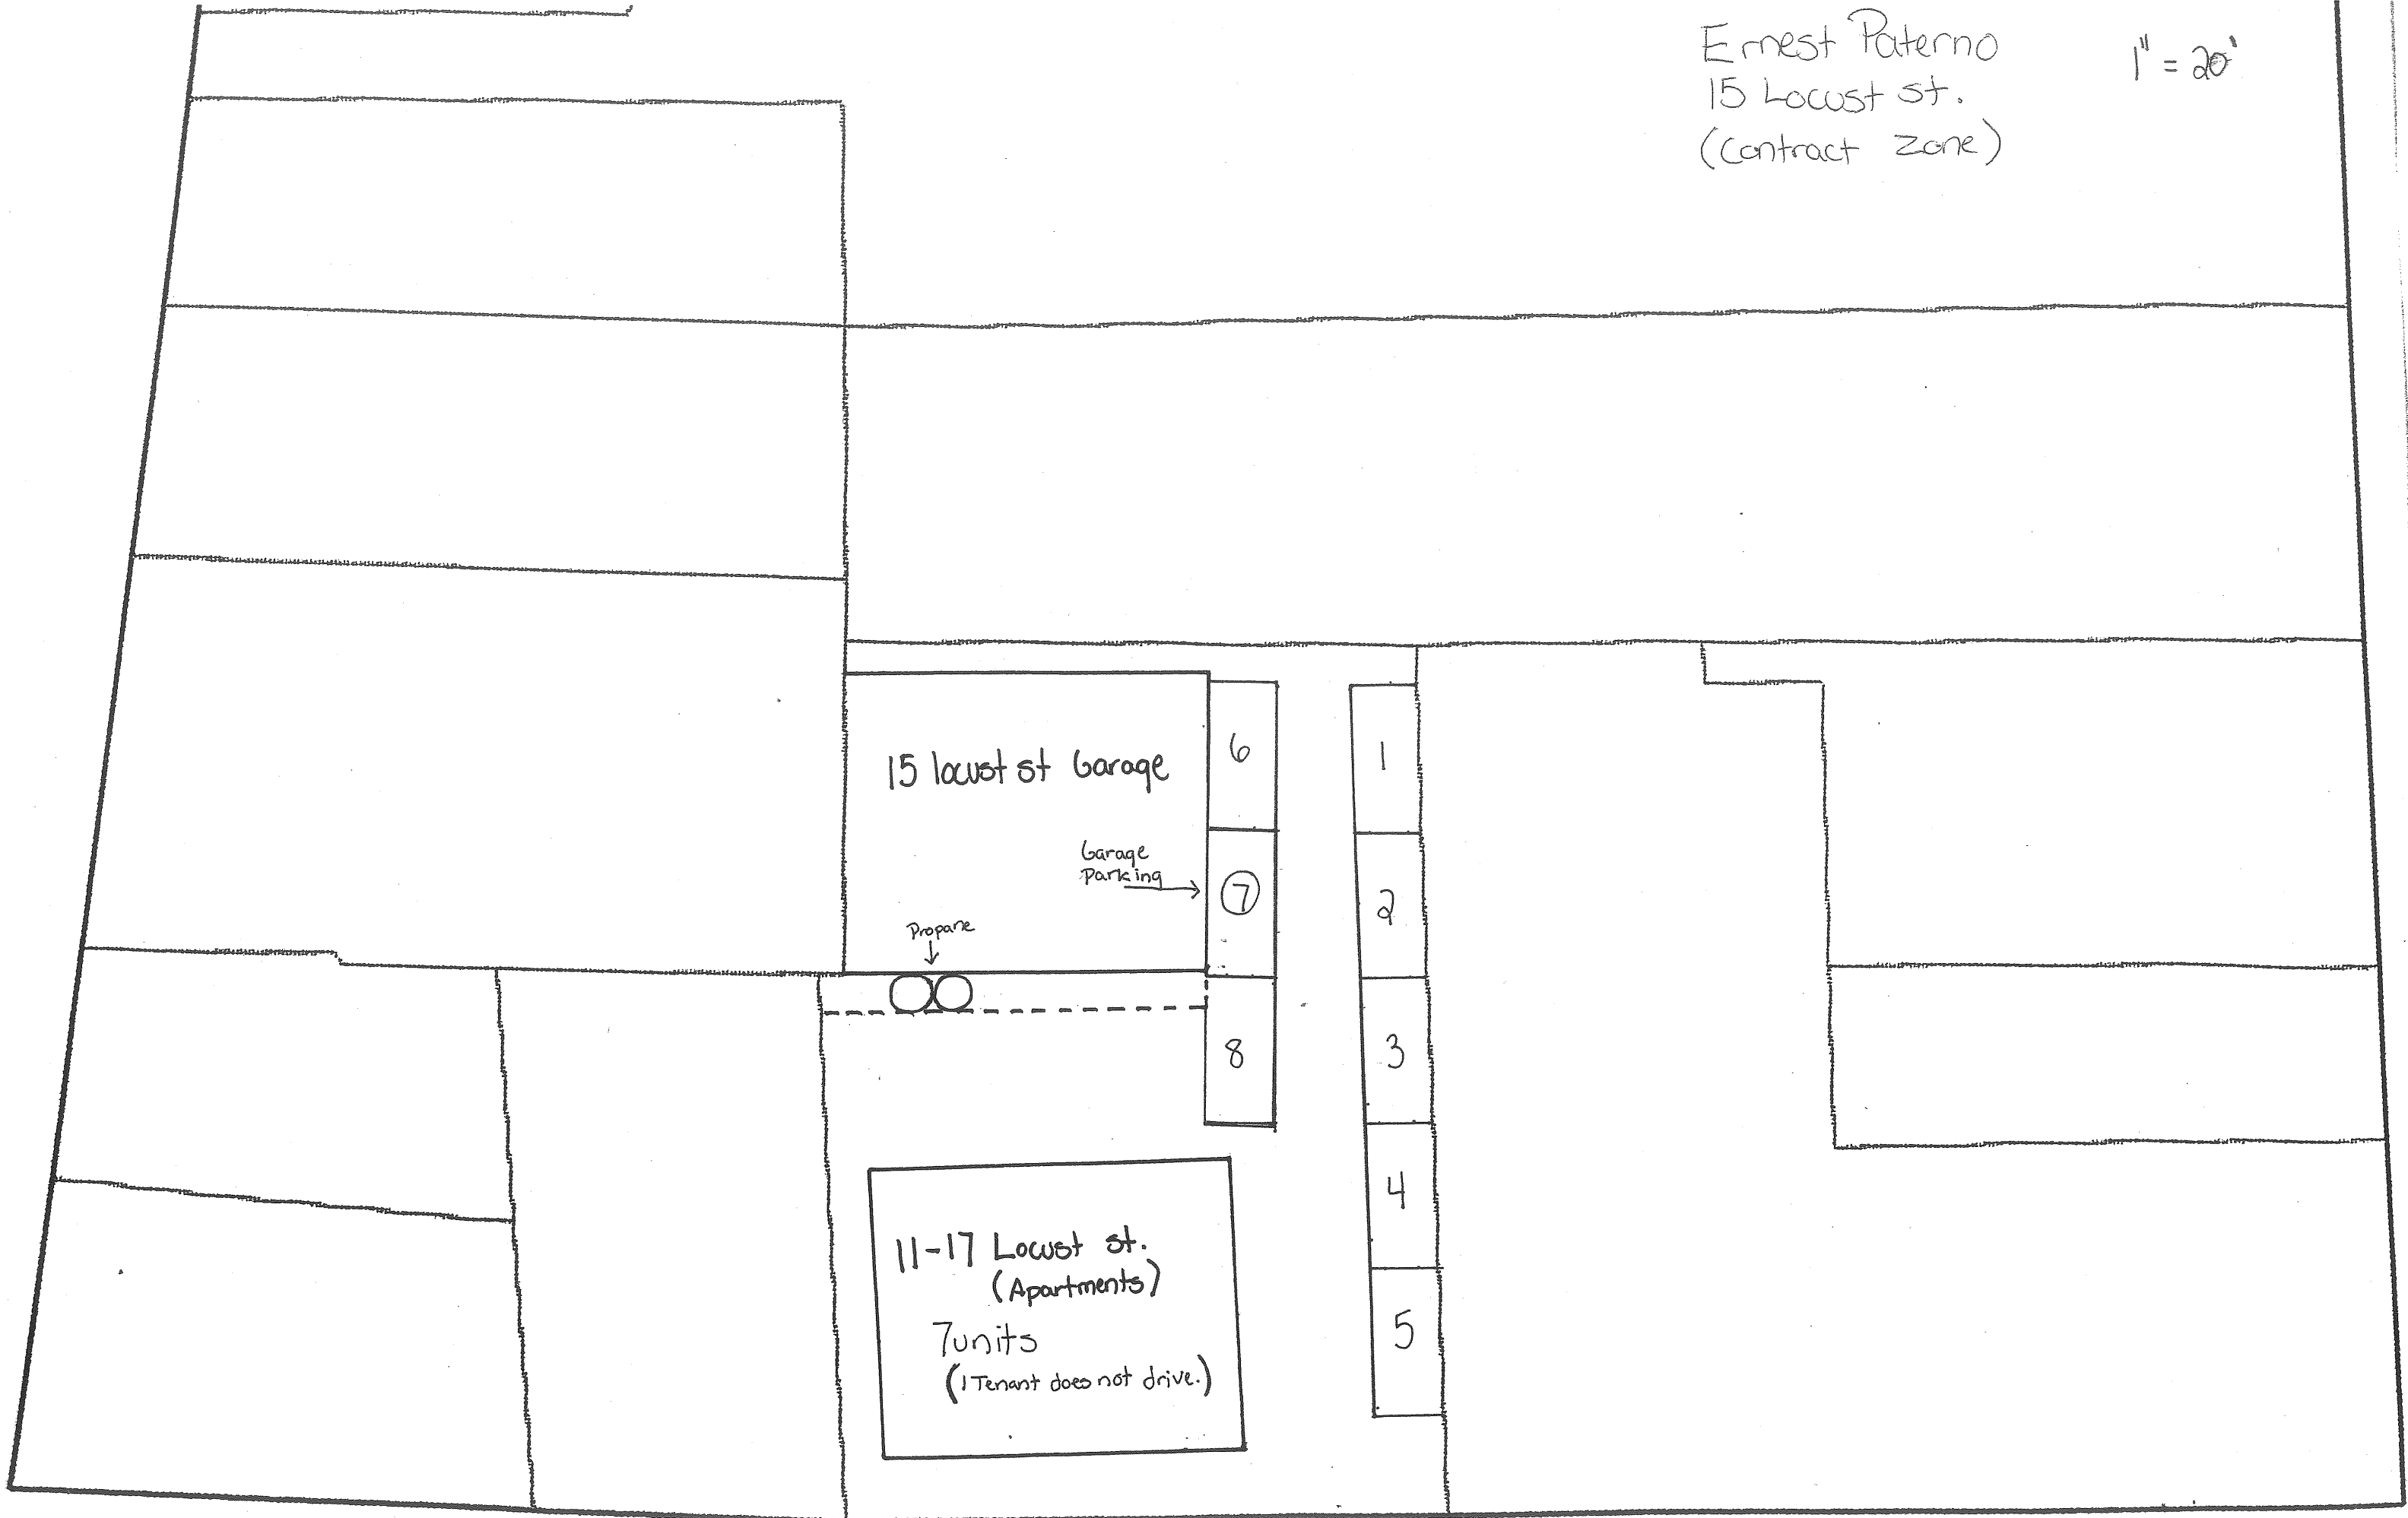 Ernest Paterno
1" = 20'
15 Locust st.
(Contract Zone)
15 locust st Garage
6
1
Garage
Parking
7
2
Propane
8
3
4
11-17 Locust st.
(Apartments)
7units
(1 Tenant does not drive.)
5